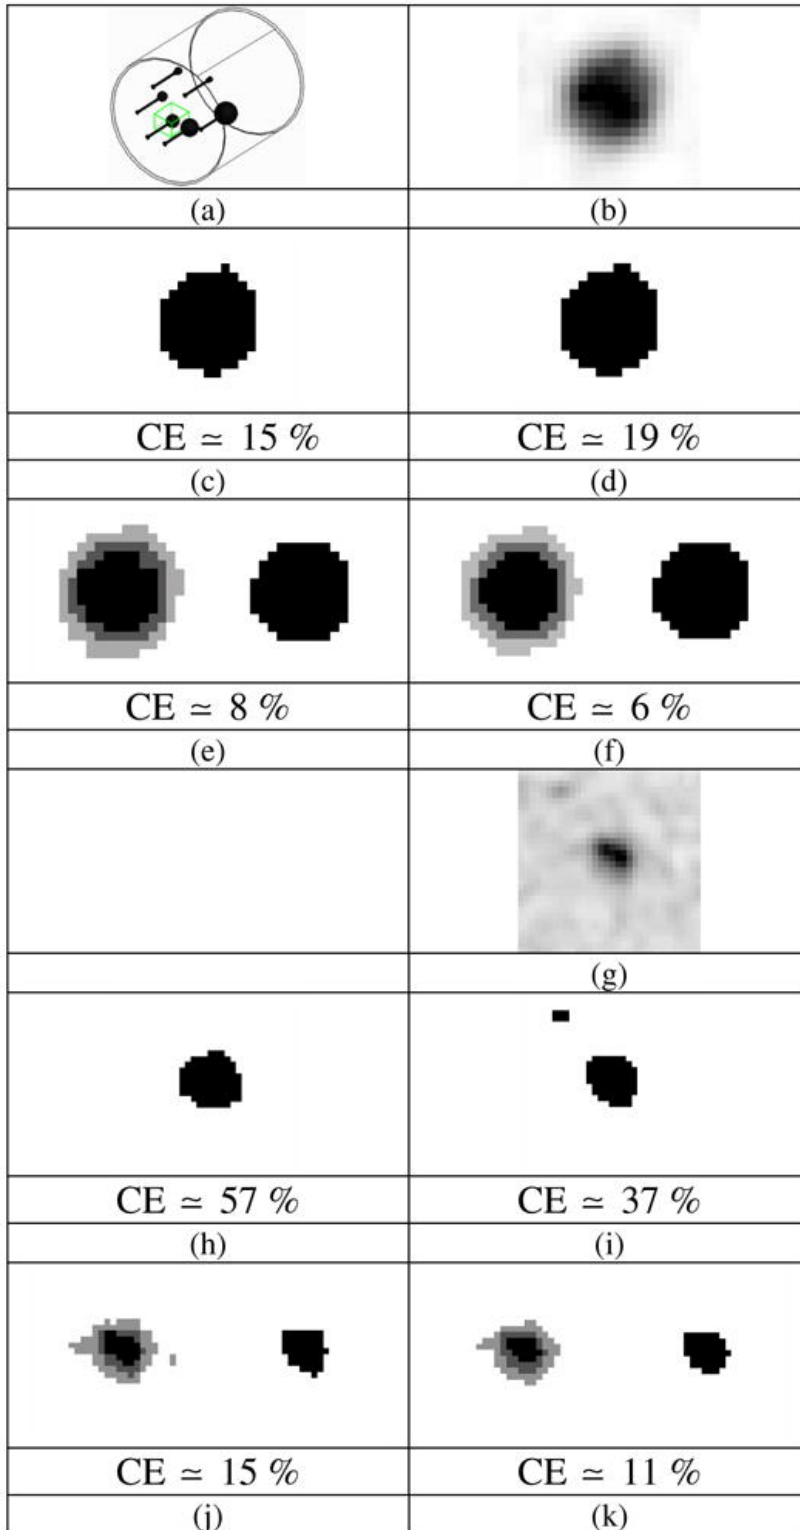 (a)
(b)
CE ≃ 15 %
CE ≃ 19 %
(c)
(d)
CE ≃ 8 %
CE ≃ 6 %
(e)
(f)
(g)
CE ≃ 57 %
CE ≃ 37 %
(h)
(i)
CE ≃ 15 %
CE ≃ 11 %
(j)
(k)